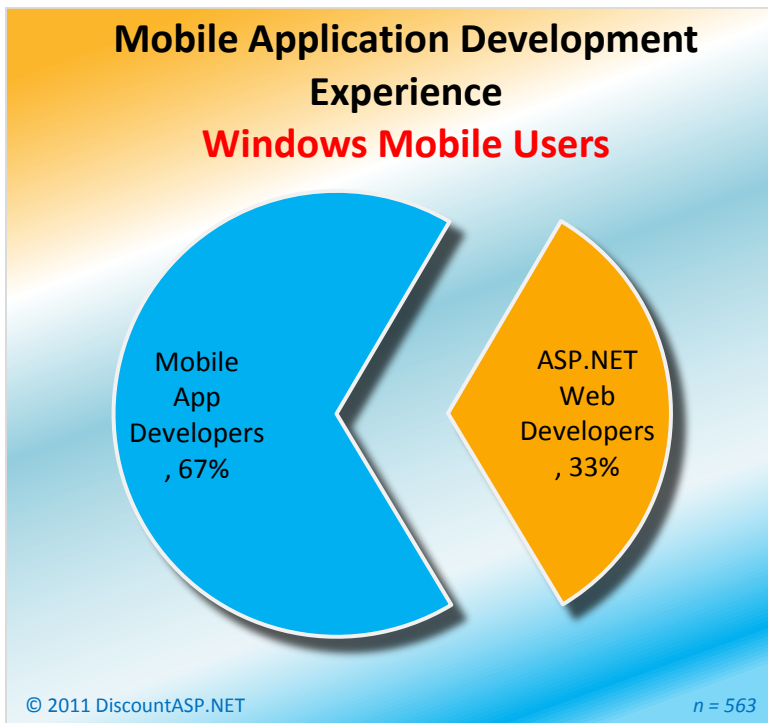 Mobile Application Development
Experience
Windows Mobile Users
Mobile
App
Developers
, 67%
ASP.NET
Web
Developers
, 33%
© 2011 DiscountASP.NET
n = 563